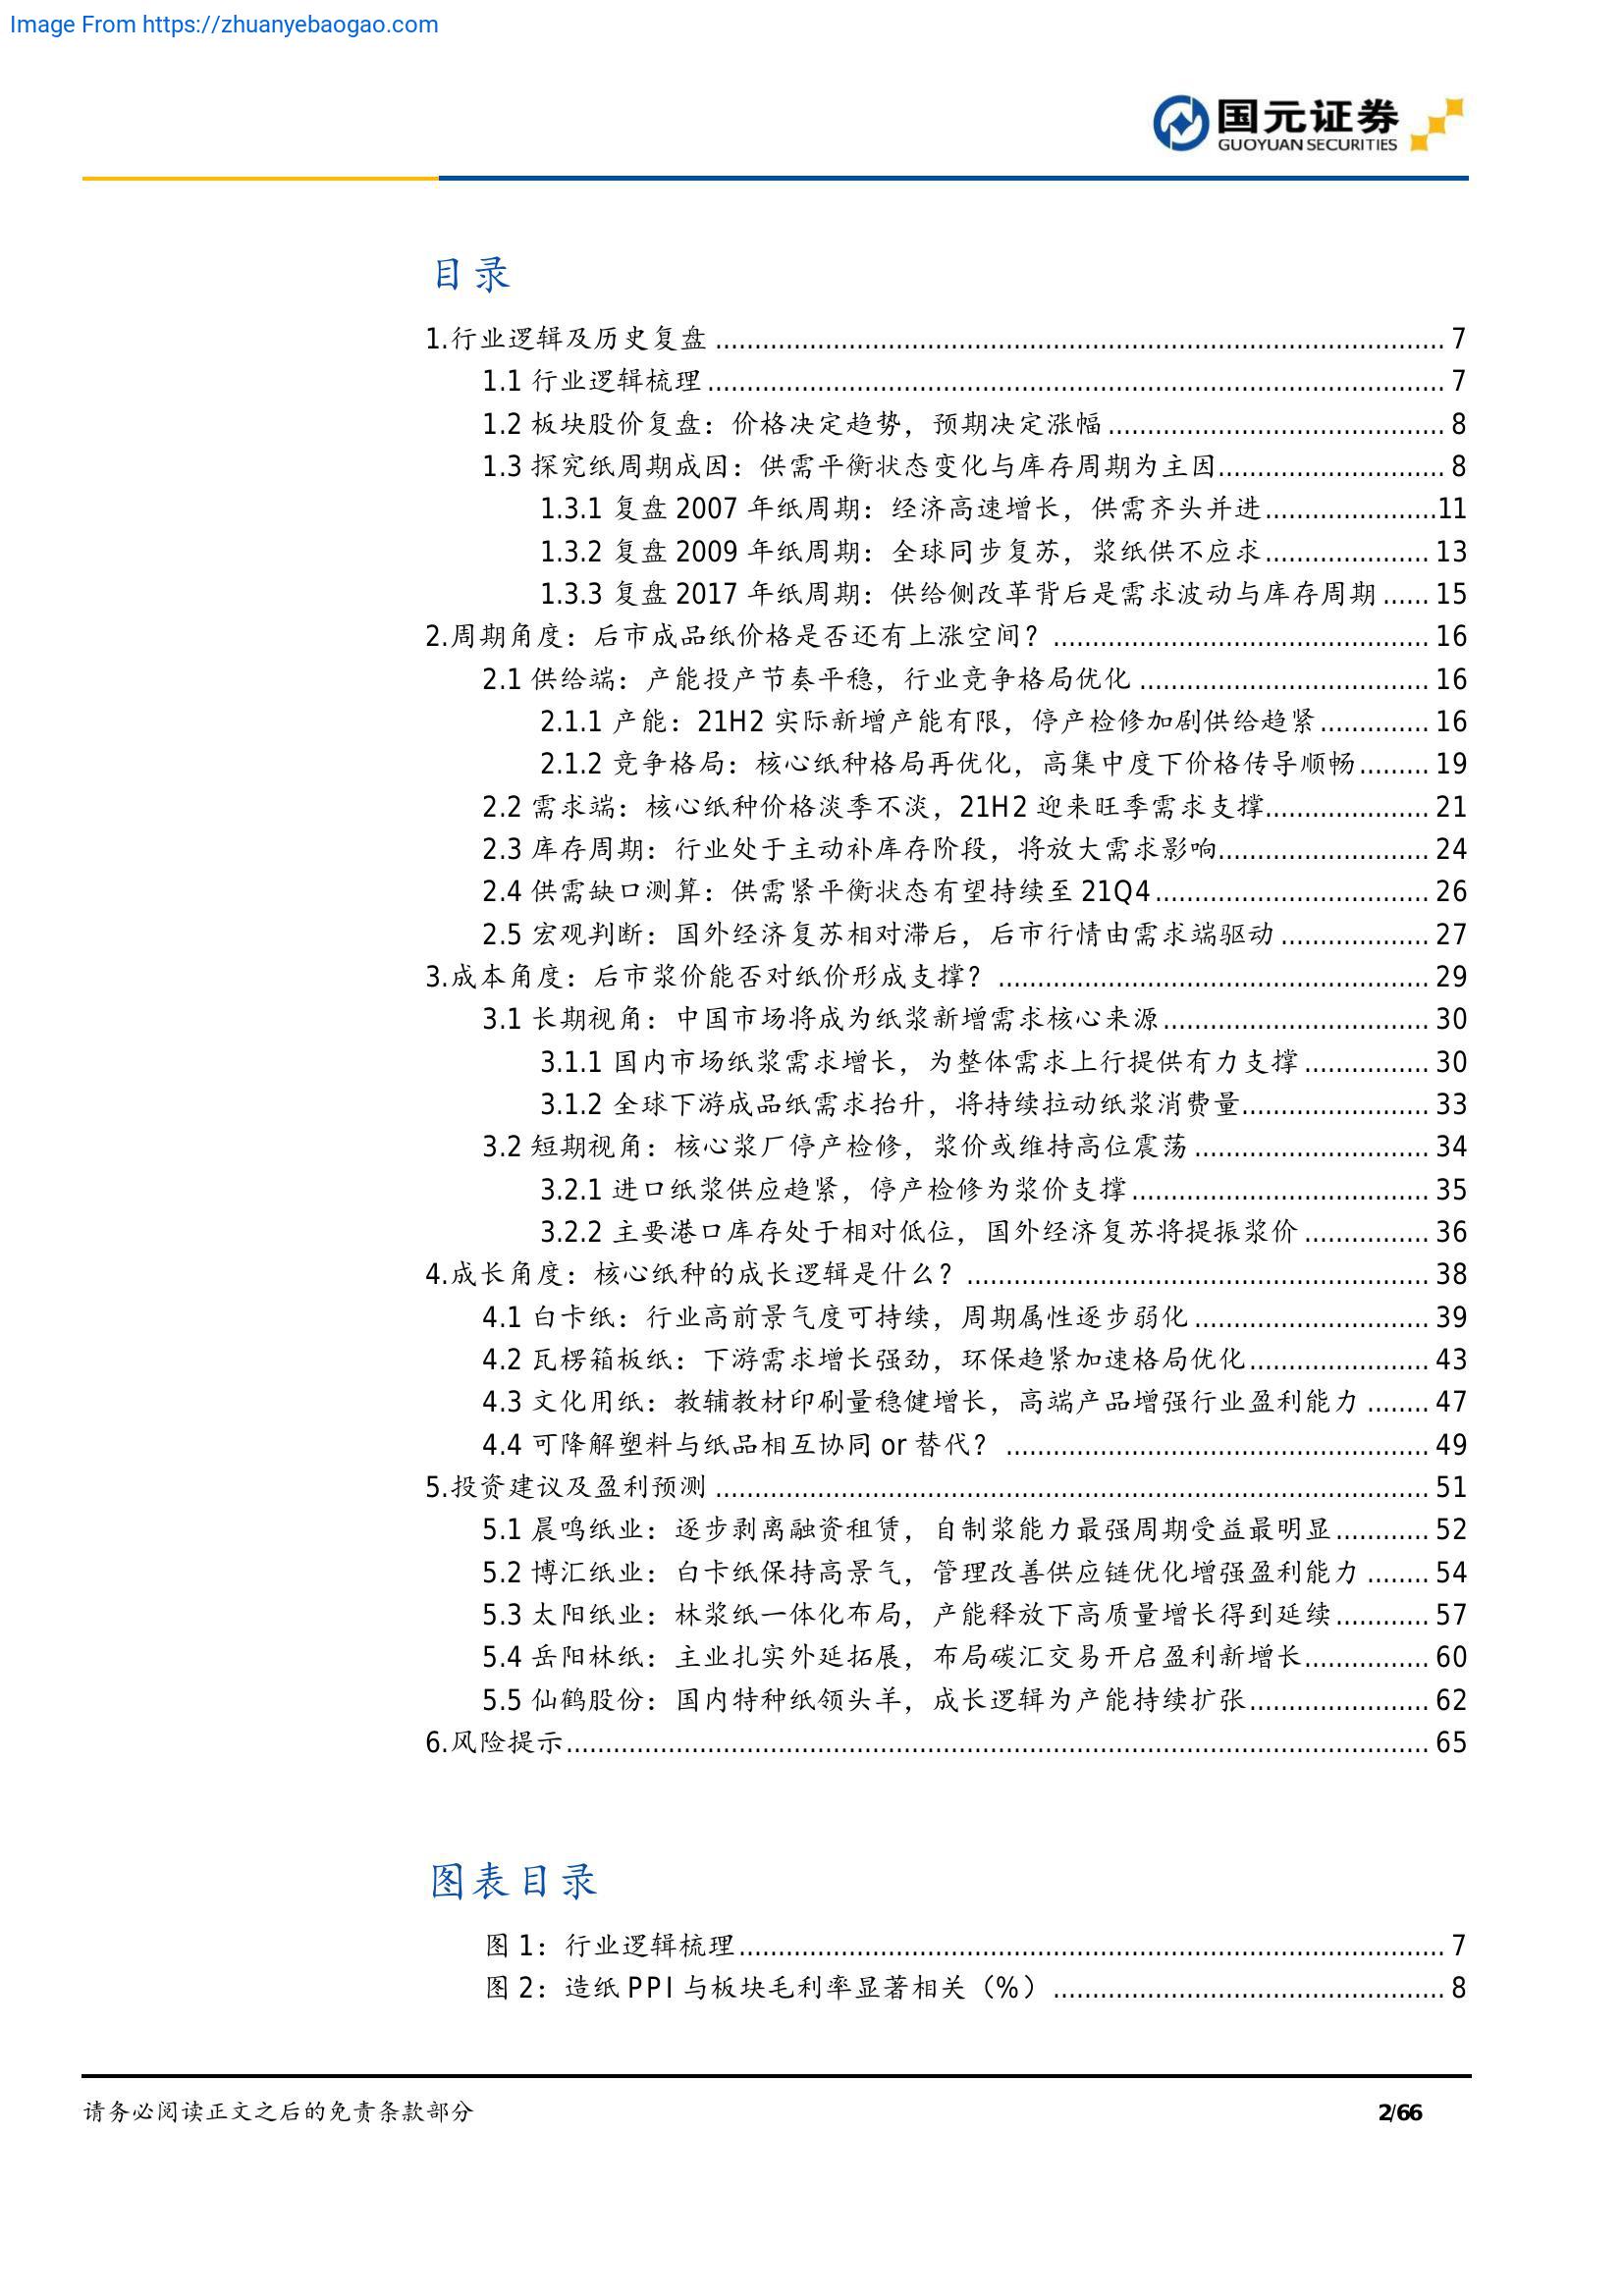 Image From https://zhuanyebaogao.com
国元证券
GUOYUAN SECURITIES
目录
1.行业逻辑及历史复盘 ........................................ 7
1.1 行业逻辑梳理 ........................................ 7
1.2 板块股价复盘：价格决定趋势，预期决定涨幅 ........................................ 8
1.3 探究纸周期成因：供需平衡状态变化与库存周期为主因........................................ 8
1.3.1 复盘 2007 年纸周期：经济高速增长，供需齐头并进......................11
1.3.2 复盘 2009 年纸周期：全球同步复苏，浆纸供不应求..................... 13
1.3.3 复盘 2017 年纸周期：供给侧改革背后是需求波动与库存周期 ...... 15
2.周期角度：后市成品纸价格是否还有上涨空间？ ........................................ 16
2.1 供给端：产能投产节奏平稳，行业竞争格局优化 ..................................... 16
2.1.1 产能：21H2 实际新增产能有限，停产检修加剧供给趋紧.............. 16
2.1.2 竞争格局：核心纸种格局再优化，高集中度下价格传导顺畅......... 19
2.2 需求端：核心纸种价格淡季不淡，21H2 迎来旺季需求支撑..................... 21
2.3 库存周期：行业处于主动补库存阶段，将放大需求影响........................... 24
2.4 供需缺口测算：供需紧平衡状态有望持续至 21Q4................................... 26
2.5 宏观判断：国外经济复苏相对滞后，后市行情由需求端驱动 ................... 27
3.成本角度：后市浆价能否对纸价形成支撑？ ........................................ 29
3.1 长期视角：中国市场将成为纸浆新增需求核心来源.................................. 30
3.1.1 国内市场纸浆需求增长，为整体需求上行提供有力支撑 ................ 30
3.1.2 全球下游成品纸需求抬升，将持续拉动纸浆消费量........................ 33
3.2 短期视角：核心浆厂停产检修，浆价或维持高位震荡 .............................. 34
3.2.1 进口纸浆供应趋紧，停产检修为浆价支撑...................................... 35
3.2.2 主要港口库存处于相对低位，国外经济复苏将提振浆价 ................ 36
4.成长角度：核心纸种的成长逻辑是什么？ ........................................ 38
4.1 白卡纸：行业高前景气度可持续，周期属性逐步弱化 .............................. 39
4.2 瓦楞箱板纸：下游需求增长强劲，环保趋紧加速格局优化....................... 43
4.3 文化用纸：教辅教材印刷量稳健增长，高端产品增强行业盈利能力 ........ 47
4.4 可降解塑料与纸品相互协同 or 替代？ ........................................ 49
5.投资建议及盈利预测 ........................................ 51
5.1 晨鸣纸业：逐步剥离融资租赁，自制浆能力最强周期受益最明显............ 52
5.2 博汇纸业：白卡纸保持高景气，管理改善供应链优化增强盈利能力 ........ 54
5.3 太阳纸业：林浆纸一体化布局，产能释放下高质量增长得到延续............ 57
5.4 岳阳林纸：主业扎实外延拓展，布局碳汇交易开启盈利新增长................ 60
5.5 仙鹤股份：国内特种纸领头羊，成长逻辑为产能持续扩张....................... 62
6.风险提示........................................ 65
图表目录
图 1：行业逻辑梳理........................................ 7
图 2：造纸 PPI 与板块毛利率显著相关（%）........................................ 8
请务必阅读正文之后的免责条款部分
2/66